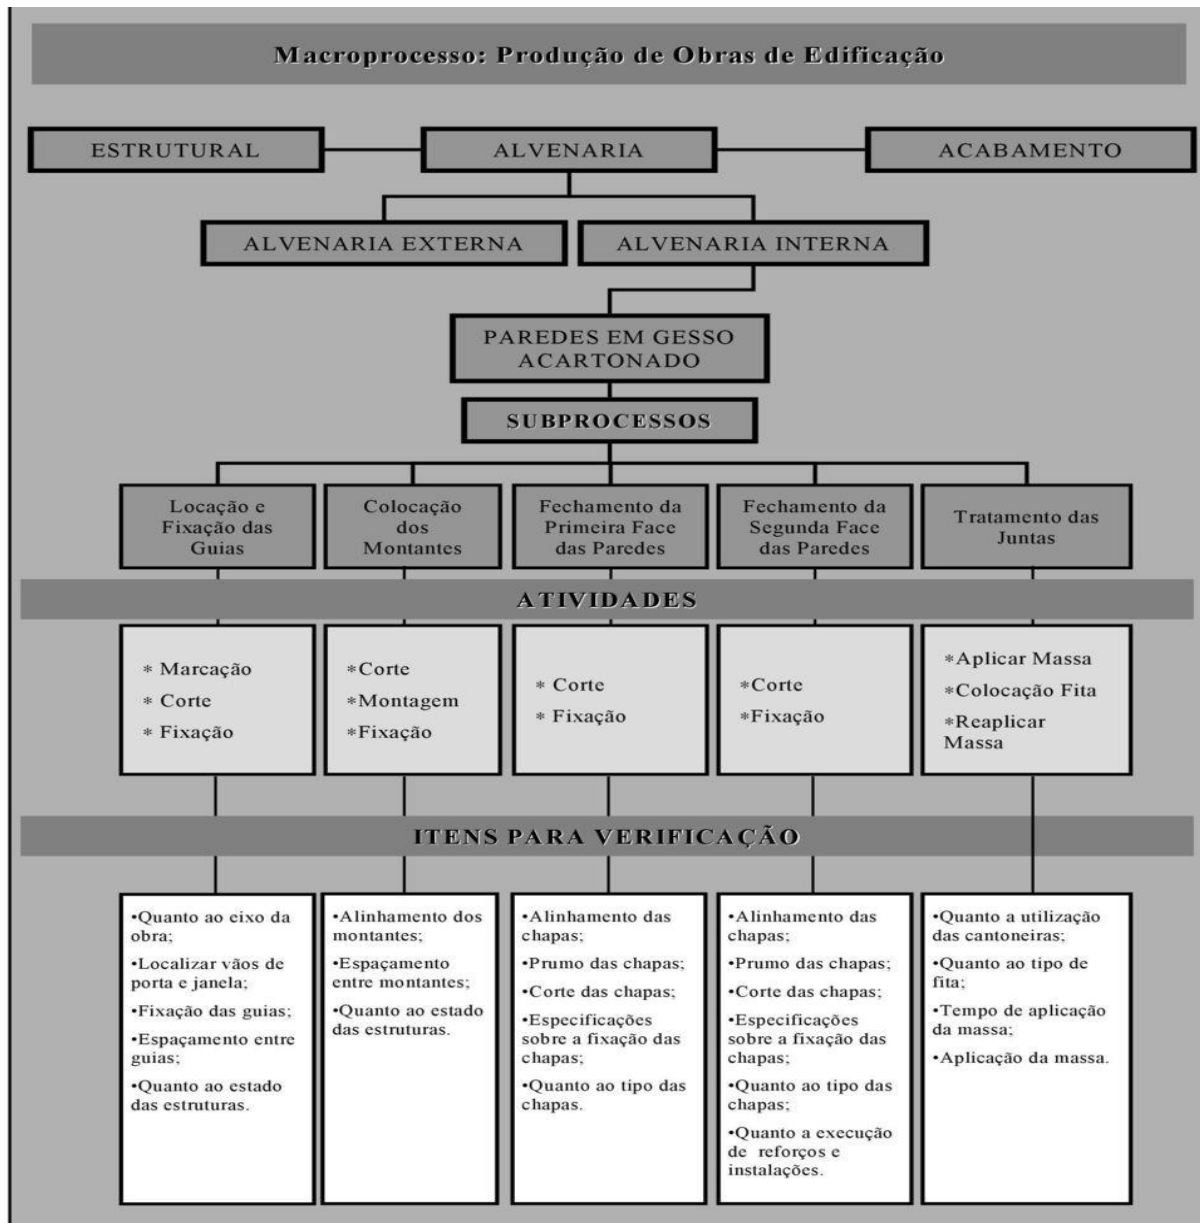 Macroprocesso: Produção de Obras de Edificação
ESTRUTURAL
ALVENARIA
ACABAMENTO
ALVENARIA EXTERNA
ALVENARIA INTERNA
PAREDES EM GESSO
ACARTONADO
SUBPROCESSOS
Locação e
Fixação das
Guias
Colocação
dos
Montantes
Fechamento da
Primeira Face
das Paredes
Fechamento da
Segunda Face
das Paredes
Tratamento das
Juntas
ATIVIDADES
* Marcação
* Corte
* Fixação
*Corte
*Montagem
*Fixação
* Corte
* Fixação
*Corte
*Fixação
*Aplicar Massa
*Colocação Fita
*Reaplicar
Massa
ITENS PARA VERIFICAÇÃO
•Quanto ao eixo da
obra;
•Localizar vãos de
porta e janela;
•Fixação das guias;
•Espaçamento entre
guias;
•Quanto ao estado
das estruturas.
•Alinhamento dos
montantes;
•Espaçamento
entre montantes;
•Quanto ao estado
das estruturas.
•Alinhamento das
chapas;
•Prumo das chapas;
•Corte das chapas;
•Especificações
sobre a fixação das
chapas;
•Quanto ao tipo das
chapas.
•Alinhamento das
chapas;
•Prumo das chapas;
•Corte das chapas;
•Especificações
sobre a fixação das
chapas;
•Quanto ao tipo das
chapas;
•Quanto a execução
de reforços e
instalações.
•Quanto a utilização
das cantoneiras;
•Quanto ao tipo de
fita;
•Tempo de aplicação
da massa;
•Aplicação da massa.